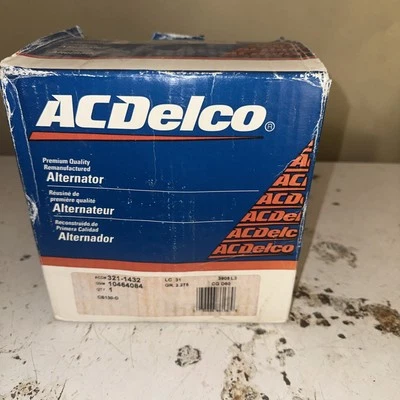 ACDelco®
Premium Quality
Remanufactured
Alternator
Réusiné de
première qualité
Alternateur
Reconstruido de
Primera Calidad
Alternador
ACDelco
ACDelco
ACDelco
ACDelco
ACDelco
321-1432
10464084
QTY 1